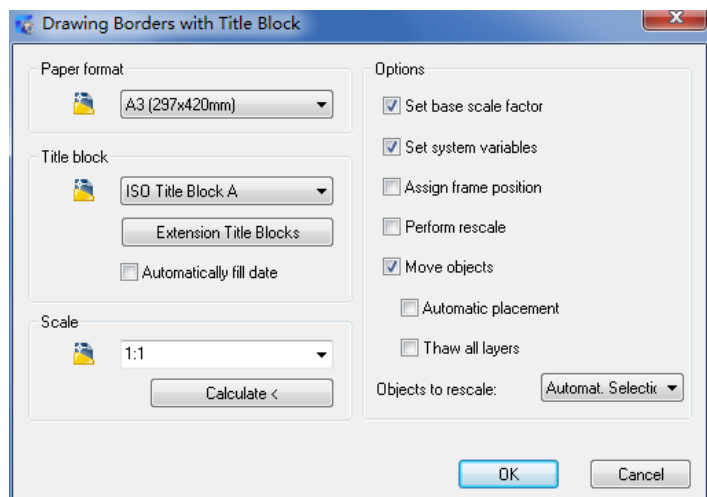 Drawing Borders with Title Block
Paper format
A3 (297x420mm)
Title block
ISO Title Block A
Extension Title Blocks
Automatically fill date
Scale
1:1
Calculate <
Options
Set base scale factor
Set system variables
Assign frame position
Perform rescale
Move objects
Automatic placement
Thaw all layers
Objects to rescale:
Automat. Selectic
OK
Cancel